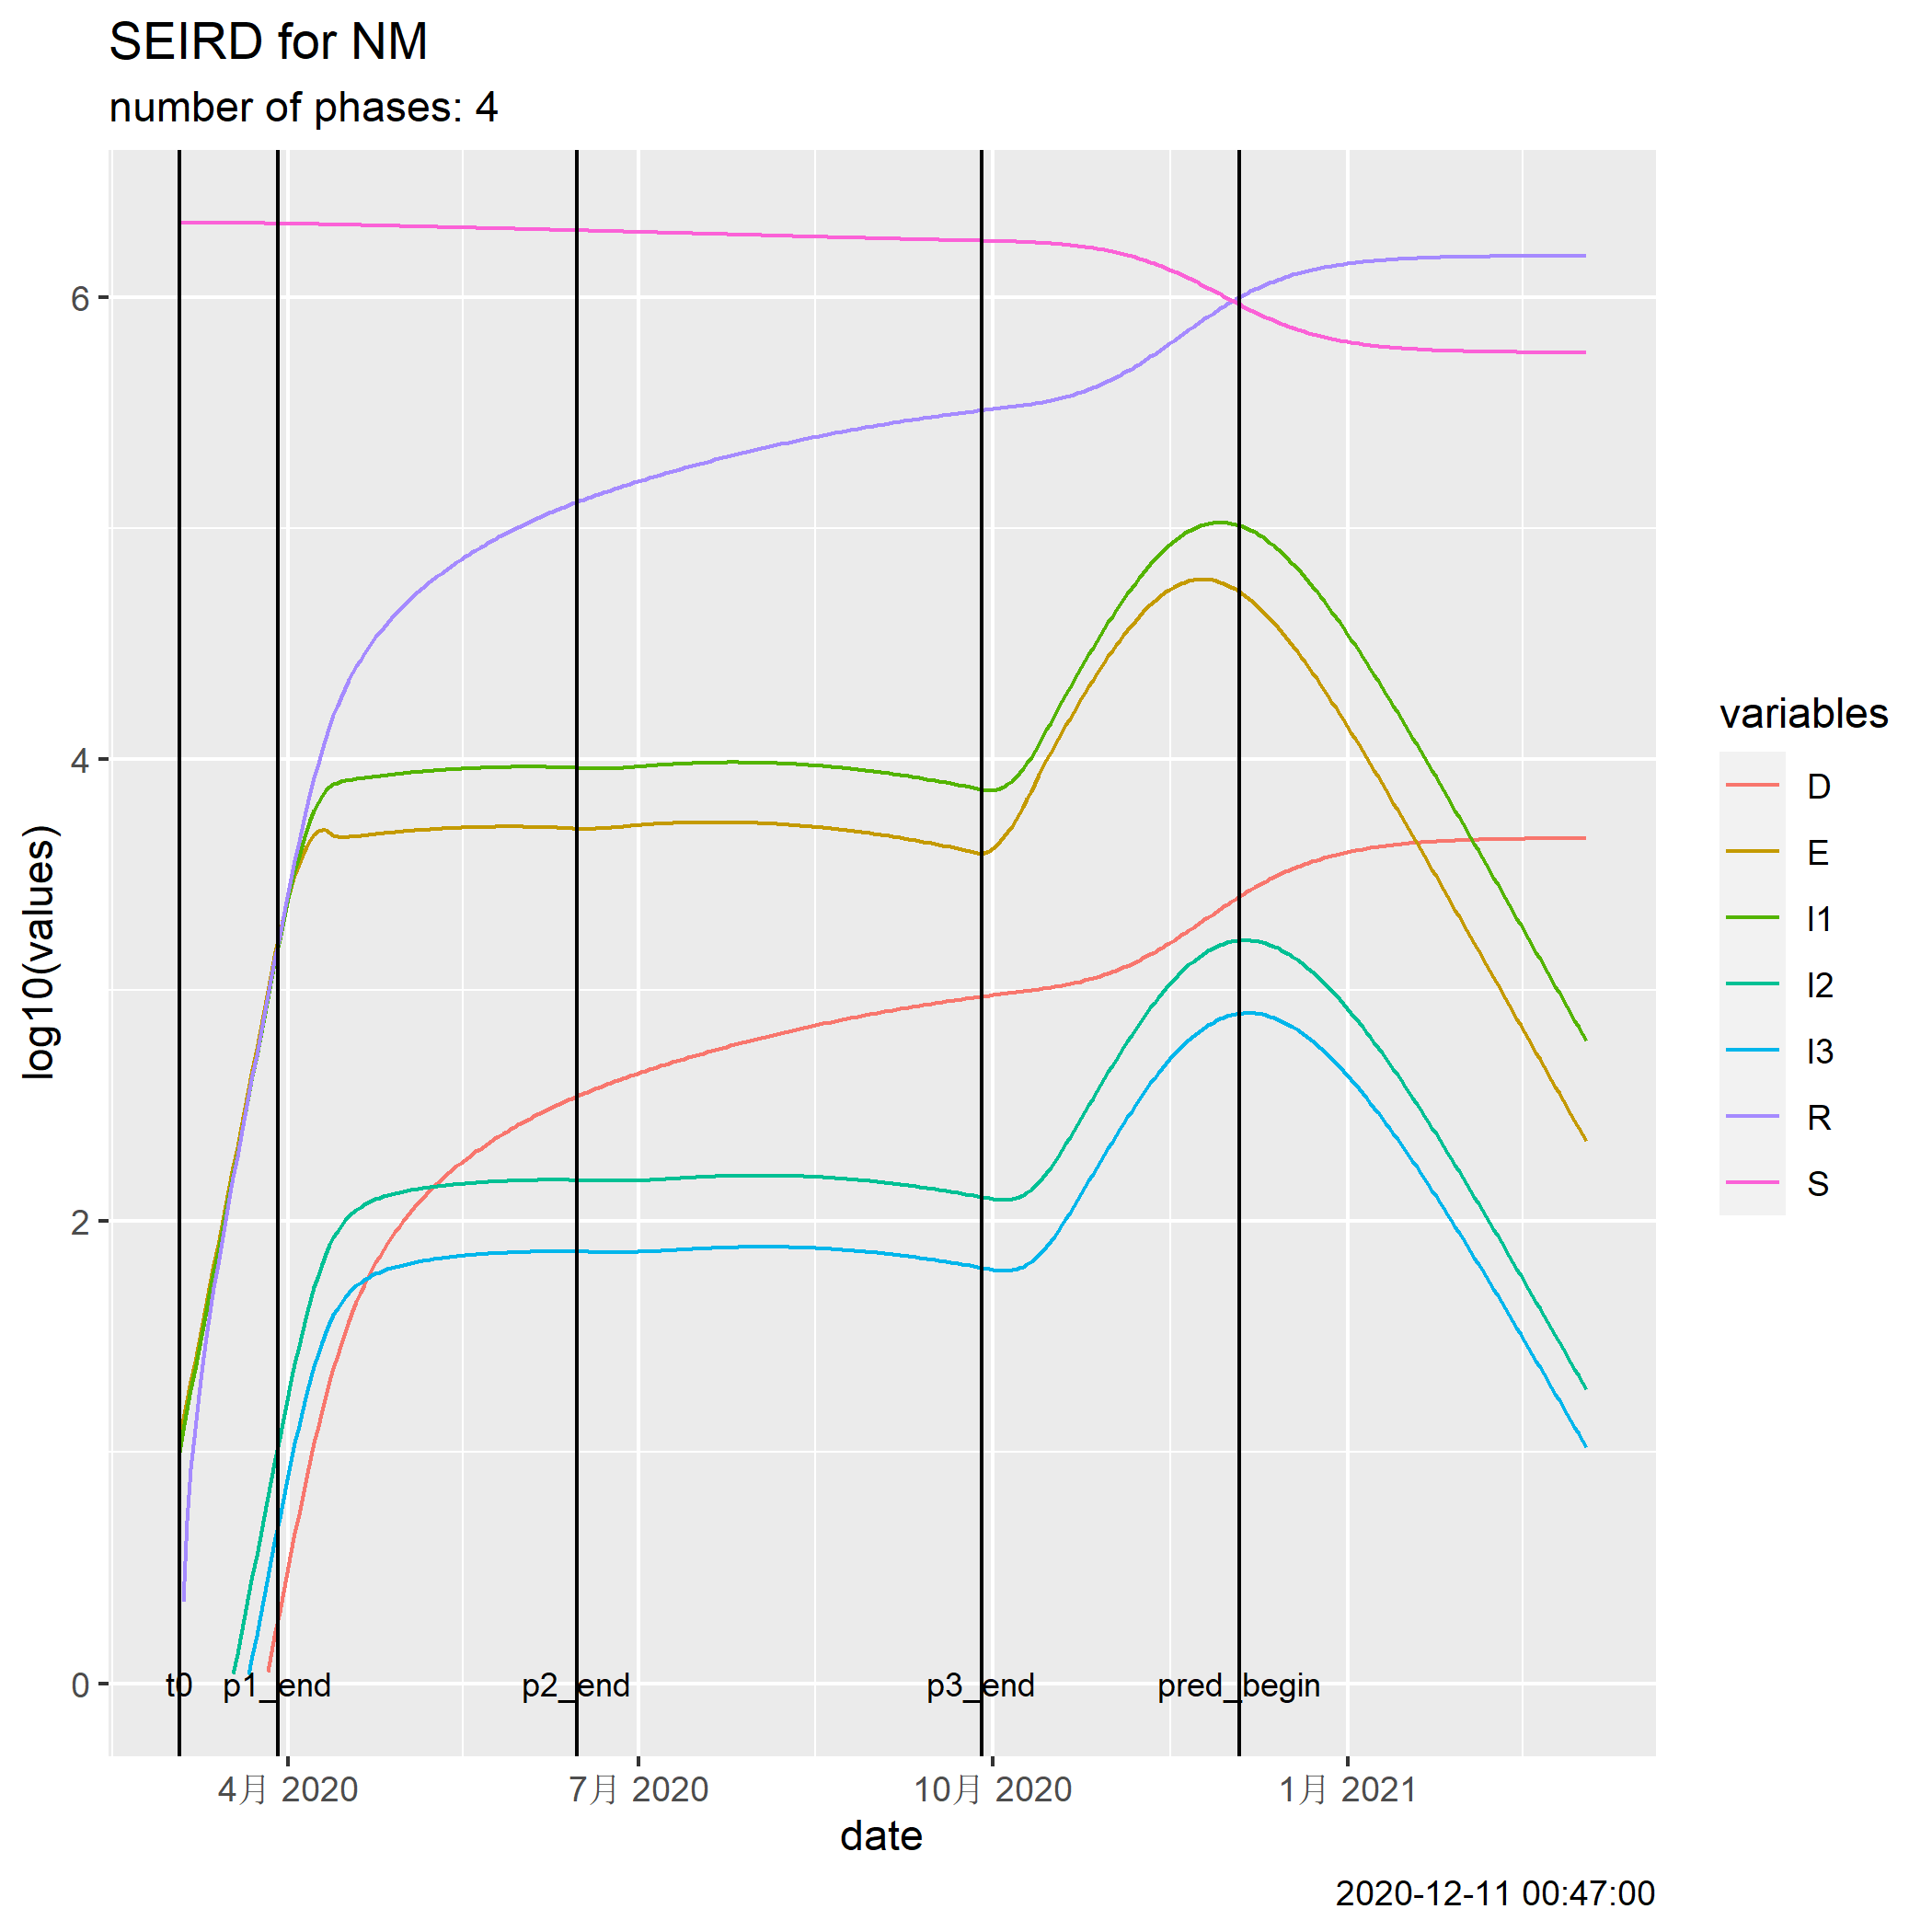 SEIRD for NM
number of phases: 4
6
4
2
0
log10(values)
t0 p1_end p2_end p3_end pred_begin
4月 2020 7月 2020 10月 2020 1月 2021
date
variables
D
E
I1
I2
I3
R
S
2020-12-11 00:47:00